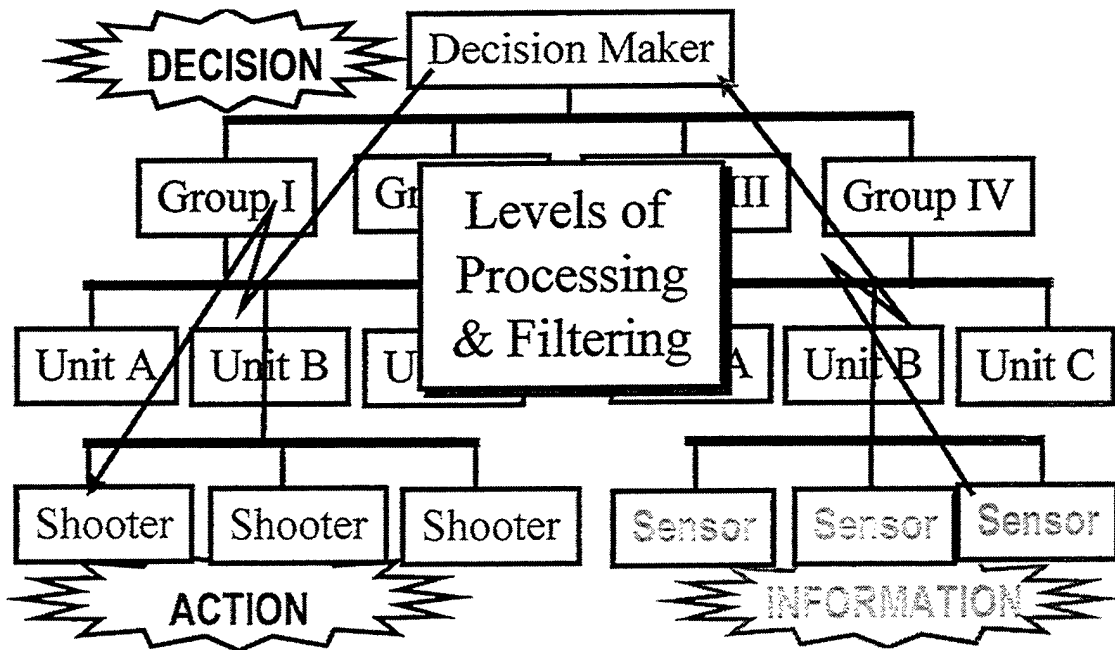 DECISION
Decision Maker
Group I
Gr
III
Group IV
Levels of
Processing
& Filtering
Unit A
Unit B
U
A
Unit B
Unit C
Shooter
Shooter
Shooter
Sensor
Sensor
Sensor
ACTION
INFORMATION